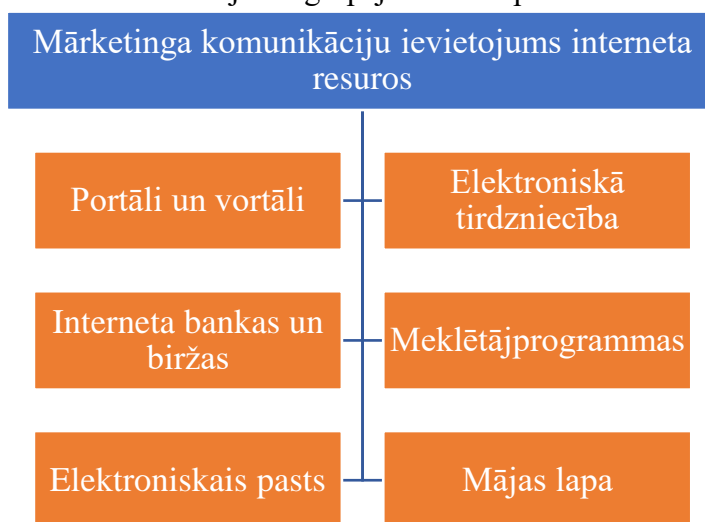 Mārketinga komunikāciju ievietojums interneta
resuros
Portāli un vortāli
Elektroniskā
tirdzniecība
Interneta bankas un
biržas
Meklētājprogrammas
Elektroniskais pasts
Mājas lapa